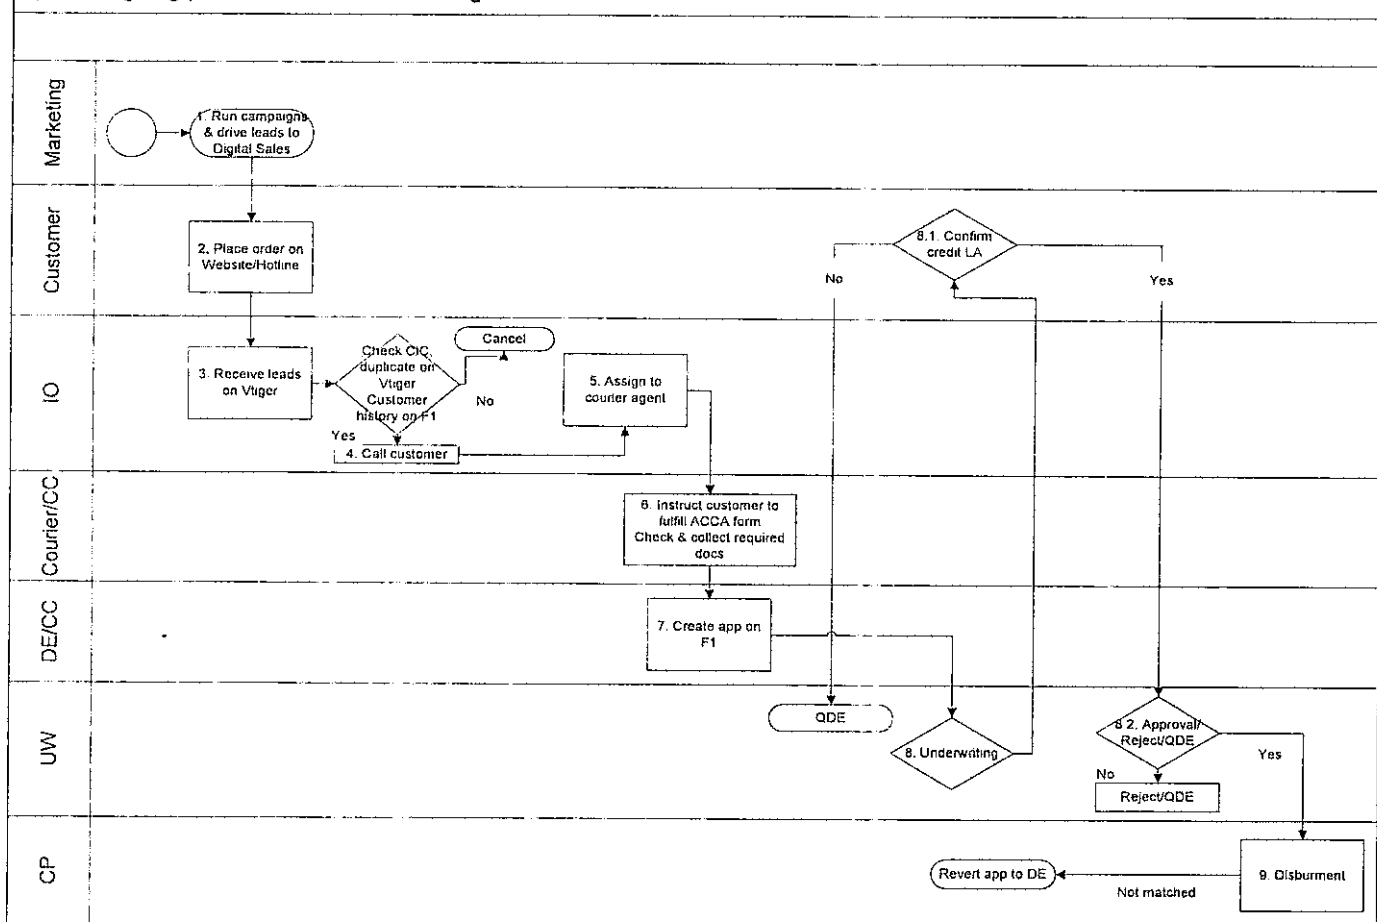 Marketing
1. Run campaigns
& drive leads to
Digital Sales
Customer
2. Place order on
Website/Hotline
8.1. Confirm
credit LA
No
Yes
IO
3. Receive leads
on Vtiger
Check CIC,
duplicate on
Vtiger
Customer
history on F1
Cancel
No
Yes
4. Call customer
5. Assign to
courier agent
Courier/CC
6. Instruct customer to
fulfill ACCA form
Check & collect required
docs
DE/CC
7. Create app on
F1
UW
QDE
8. Underwriting
8.2. Approval/
Reject/QDE
Yes
No
Reject/QDE
CP
Revert app to DE
Not matched
9. Disburment